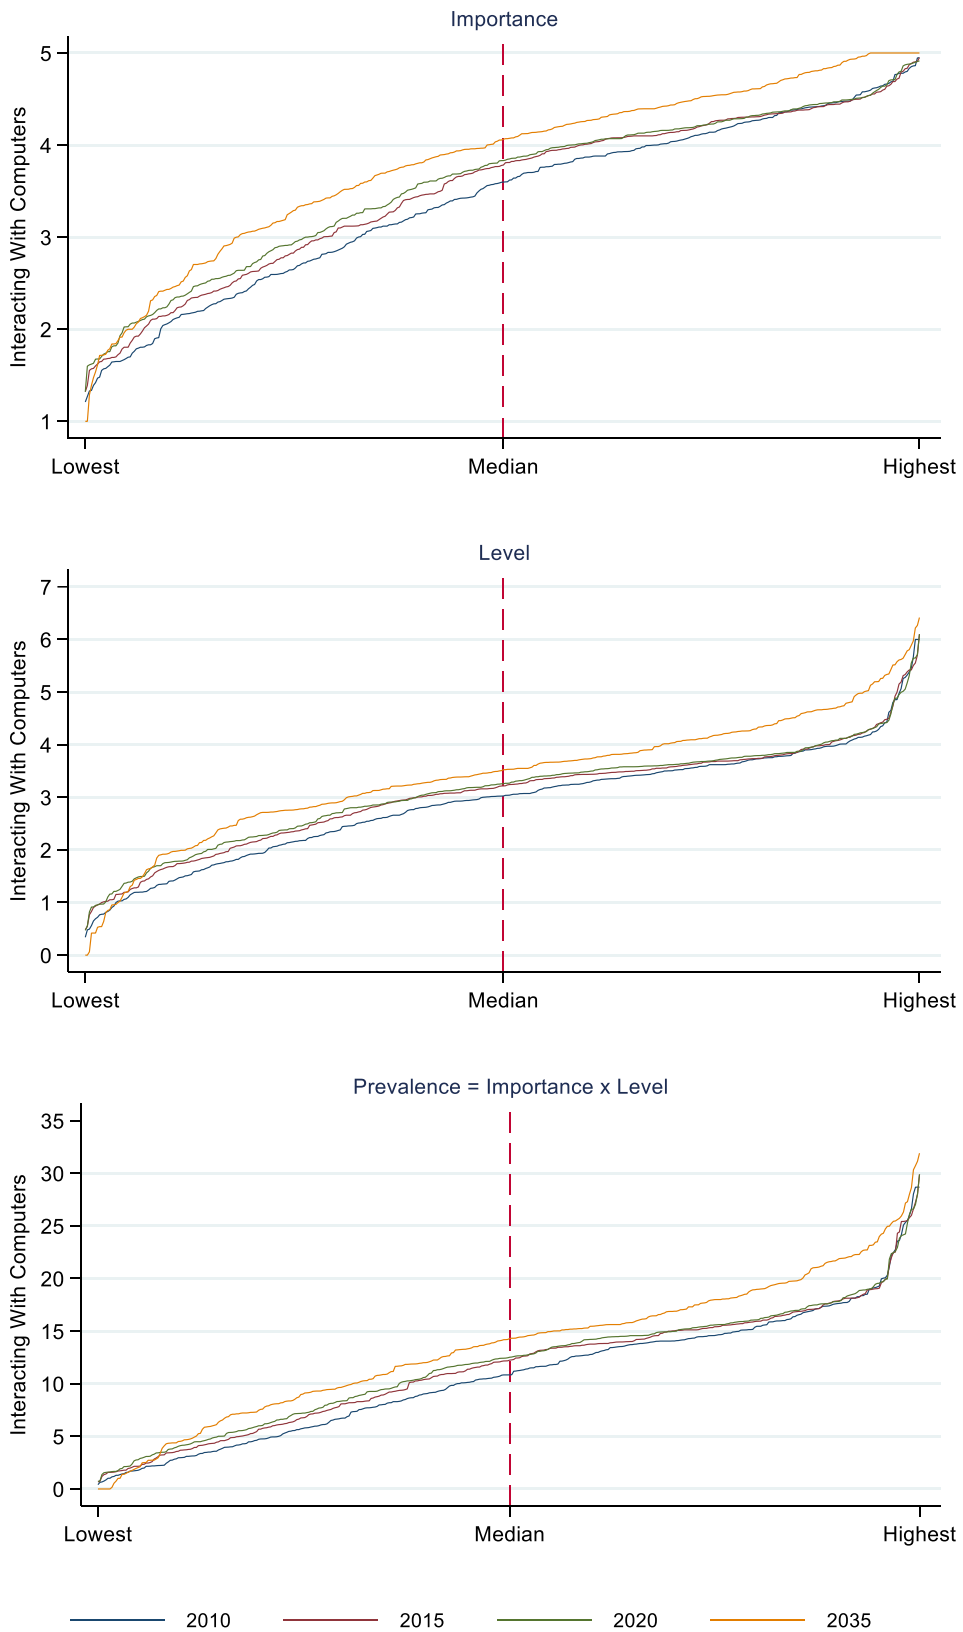 Importance
Interacting With Computers
5
4
3
2
1
Lowest Median Highest
Level
Interacting With Computers
7
6
5
4
3
2
1
0
Lowest Median Highest
Prevalence = Importance x Level
Interacting With Computers
35
30
25
20
15
10
5
0
Lowest Median Highest
2010 2015 2020 2035